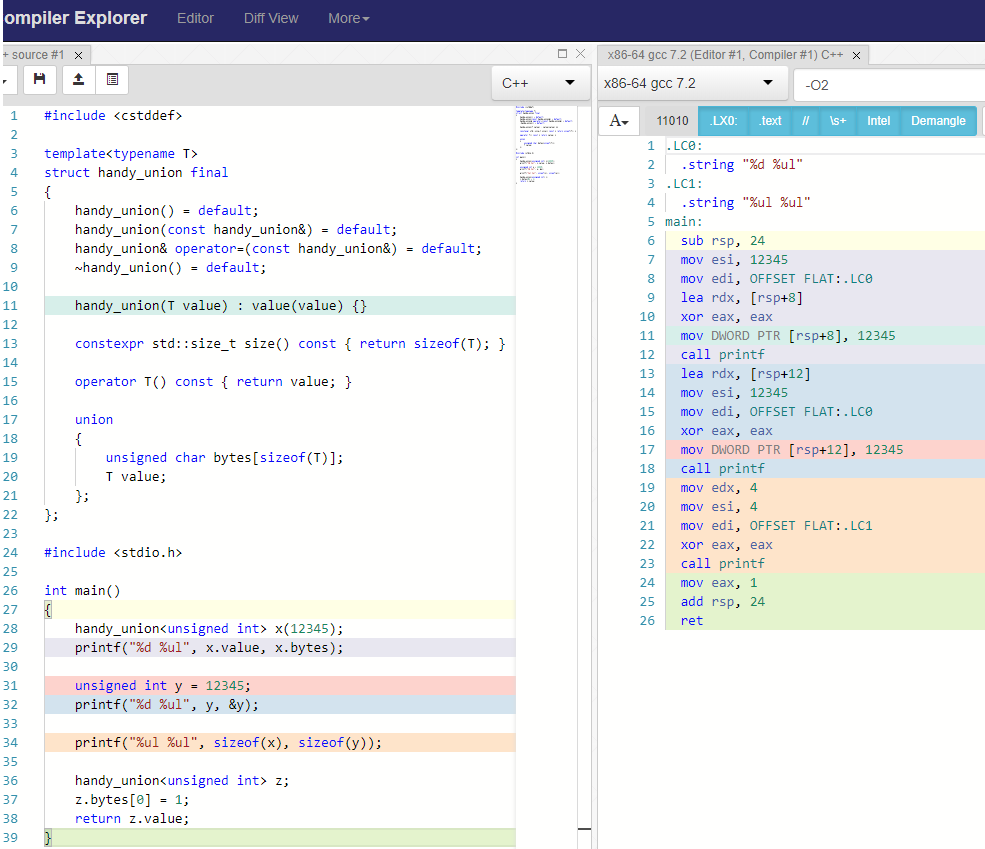 ompiler Explorer Editor Diff View More
+ source #1 ×
C++
1 #include <cstddef>
2
3 template<typename T>
4 struct handy_union final
5 {
6 handy_union() = default;
7 handy_union(const handy_union&) = default;
8 handy_union& operator=(const handy_union&) = default;
9 ~handy_union() = default;
10
11 handy_union(T value) : value(value) {}
12
13 constexpr std::size_t size() const { return sizeof(T); }
14
15 operator T() const { return value; }
16
17 union
18 {
19 unsigned char bytes[sizeof(T)];
20 T value;
21 };
22 };
23
24 #include <stdio.h>
25
26 int main()
27 {
28 handy_union<unsigned int> x(12345);
29 printf("%d %ul", x.value, x.bytes);
30
31 unsigned int y = 12345;
32 printf("%d %ul", y, &y);
33
34 printf("%ul %ul", sizeof(x), sizeof(y));
35
36 handy_union<unsigned int> z;
37 z.bytes[0] = 1;
38 return z.value;
39 }
x86-64 gcc 7.2 (Editor #1, Compiler #1) C++ ×
x86-64 gcc 7.2 -O2
A 11010 .LX0: .text // \s+ Intel Demangle
1 .LC0:
2 .string "%d %ul"
3 .LC1:
4 .string "%ul %ul"
5 main:
6 sub rsp, 24
7 mov esi, 12345
8 mov edi, OFFSET FLAT:.LC0
9 lea rdx, [rsp+8]
10 xor eax, eax
11 mov DWORD PTR [rsp+8], 12345
12 call printf
13 lea rdx, [rsp+12]
14 mov esi, 12345
15 mov edi, OFFSET FLAT:.LC0
16 xor eax, eax
17 mov DWORD PTR [rsp+12], 12345
18 call printf
19 mov edx, 4
20 mov esi, 4
21 mov edi, OFFSET FLAT:.LC1
22 xor eax, eax
23 call printf
24 mov eax, 1
25 add rsp, 24
26 ret